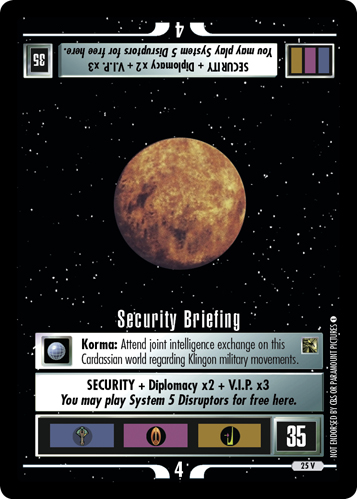 4
SECURITY + Diplomacy x2 + V.I.P. x3
You may play System 5 Disruptors for free here.
35
Security Briefing
Korma: Attend joint intelligence exchange on this
Cardassian world regarding Klingon military movements.
SECURITY + Diplomacy x2 + V.I.P. x3
You may play System 5 Disruptors for free here.
35
4
25 V
NOT ENDORSED BY CBS OR PARAMOUNT PICTURES